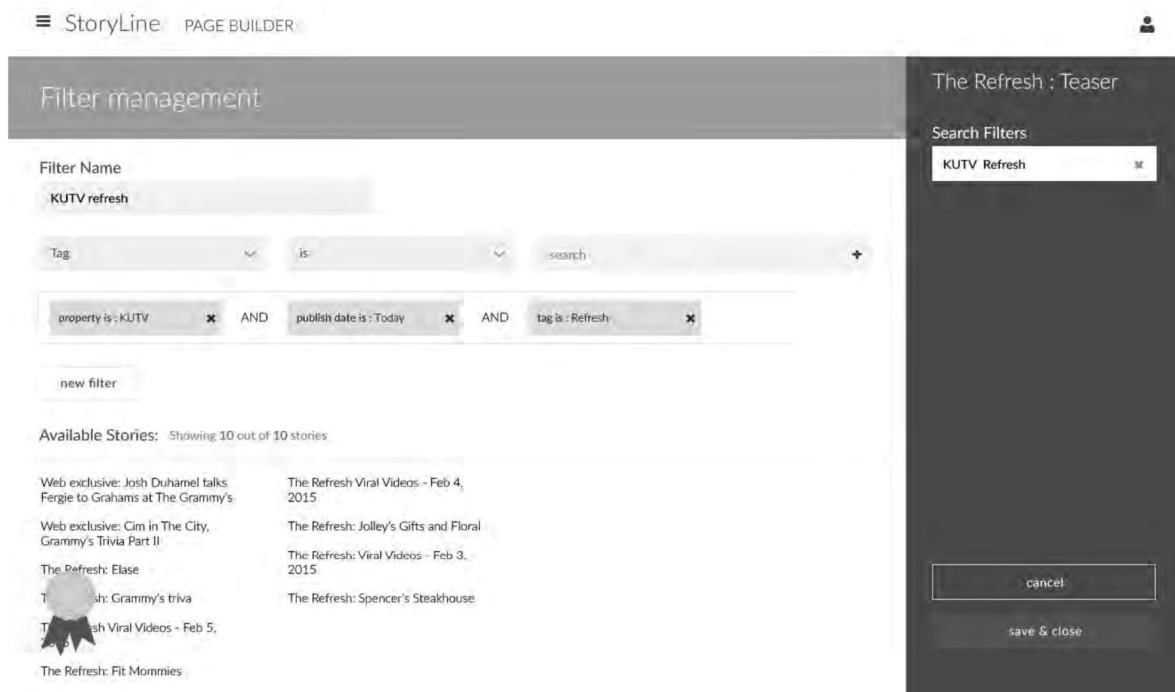 StoryLine PAGE BUILDER
Filter management
Filter Name
KUTV refresh
Tag
is
search
property is : KUTV
AND
publish date is : Today
AND
tag is : Refresh
new filter
Available Stories: Showing 10 out of 10 stories
Web exclusive: Josh Duhamel talks
Fergie to Grahams at The Grammy's
Web exclusive: Cim in The City,
Grammy's Trivia Part II
The Refresh: Elase
sh: Grammy's triva
sh Viral Videos - Feb 5,
The Refresh: Fit Mommies
The Refresh Viral Videos - Feb 4,
2015
The Refresh: Jolley's Gifts and Floral
The Refresh: Viral Videos - Feb 3,
2015
The Refresh: Spencer's Steakhouse
The Refresh : Teaser
Search Filters
KUTV Refresh
cancel
save & close